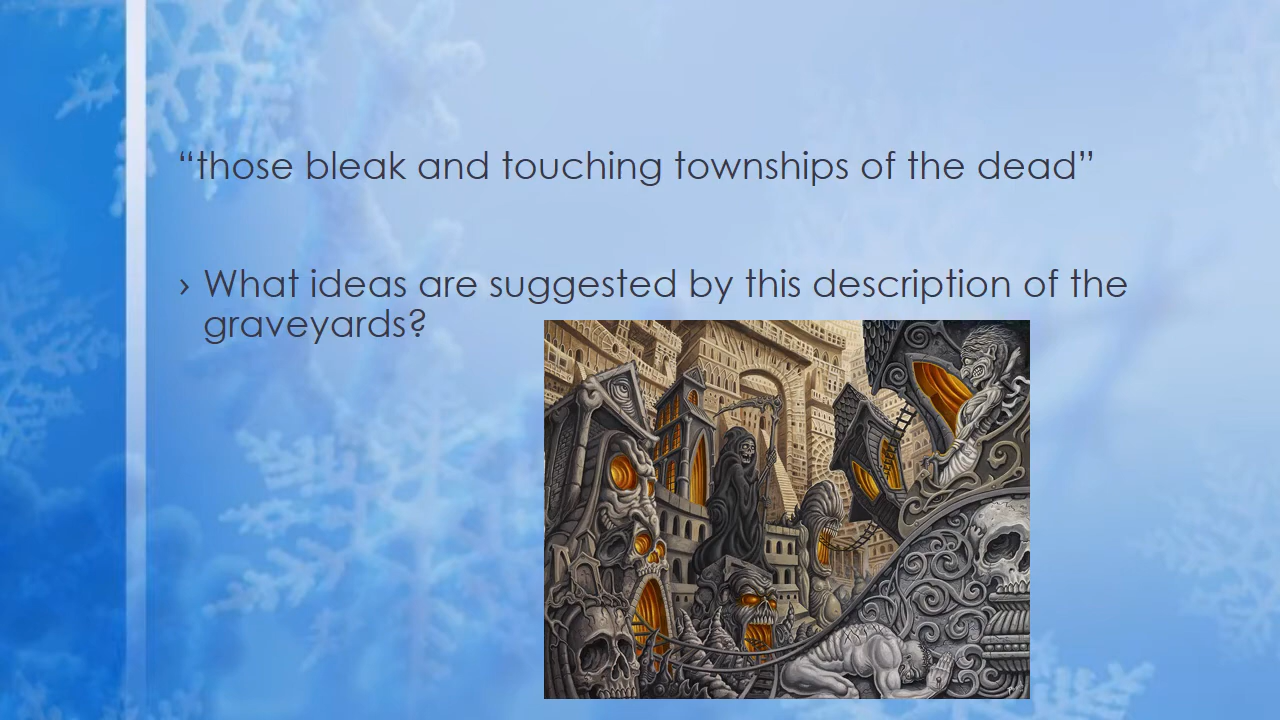 “those bleak and touching townships of the dead”
› What ideas are suggested by this description of the
graveyards?